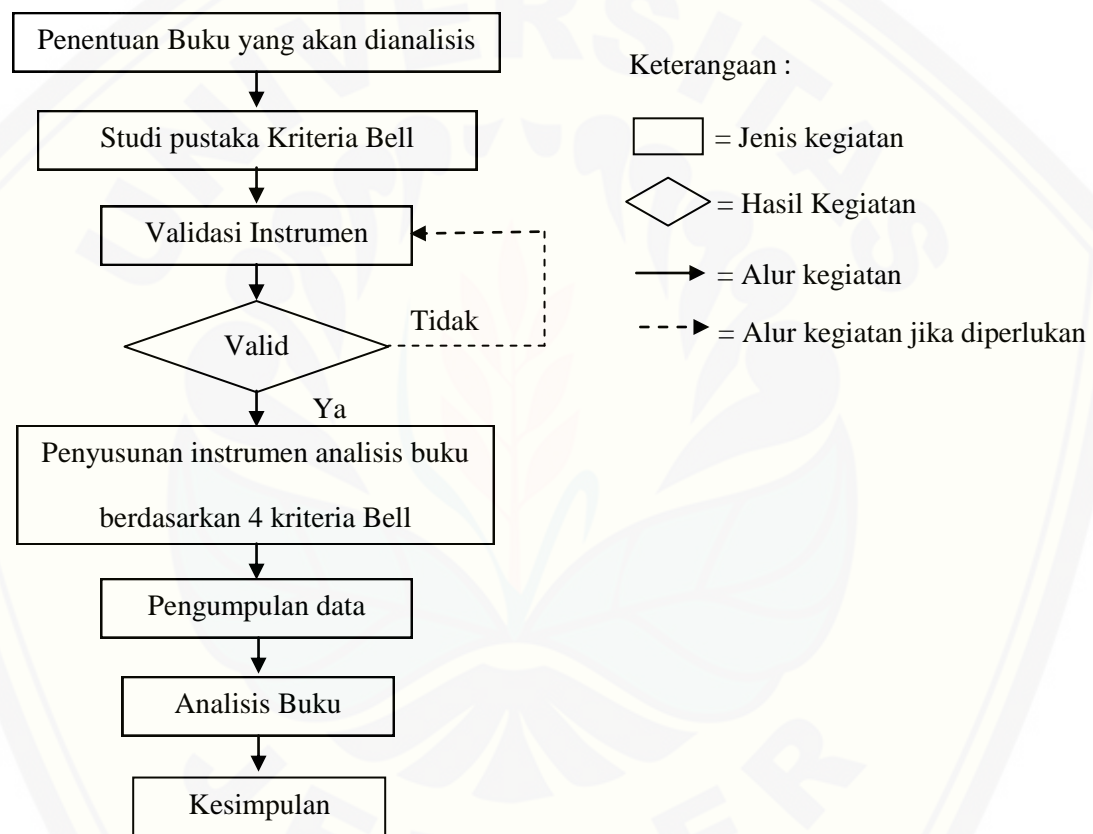 Penentuan Buku yang akan dianalisis
Studi pustaka Kriteria Bell
Validasi Instrumen
Valid
Tidak
Ya
Penyusunan instrumen analisis buku
berdasarkan 4 kriteria Bell
Pengumpulan data
Analisis Buku
Kesimpulan
Keterangaan :
= Jenis kegiatan
= Hasil Kegiatan
= Alur kegiatan
= Alur kegiatan jika diperlukan
UNIVERSITAS